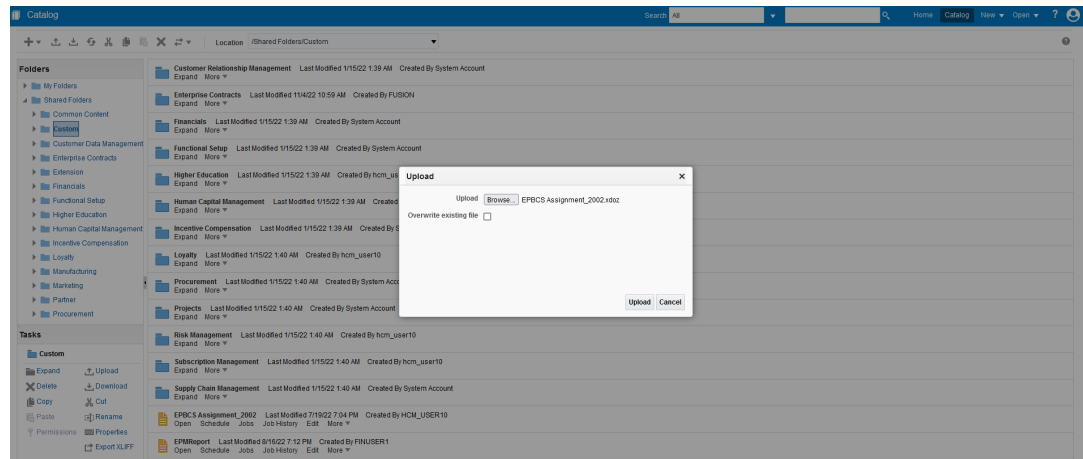 Catalog
Search All
Home Catalog New Open ?
Location /Shared Folders/Custom
Folders
My Folders
Shared Folders
Common Content
Custom
Customer Data Management
Enterprise Contracts
Extension
Financials
Functional Setup
Higher Education
Human Capital Management
Incentive Compensation
Loyalty
Manufacturing
Marketing
Partner
Procurement
Tasks
Custom
Expand Upload
Delete Download
Copy Cut
Paste Rename
Permissions Properties
Export XLIFF
Customer Relationship Management Last Modified 1/15/22 1:39 AM Created By System Account
Expand More
Enterprise Contracts Last Modified 11/4/22 10:59 AM Created By FUSION
Expand More
Financials Last Modified 1/15/22 1:39 AM Created By System Account
Expand More
Functional Setup Last Modified 1/15/22 1:39 AM Created By System Account
Expand More
Higher Education Last Modified 1/15/22 1:39 AM Created By hcm_us
Expand More
Human Capital Management Last Modified 1/15/22 1:39 AM Created
Expand More
Incentive Compensation Last Modified 1/15/22 1:39 AM Created By S
Expand More
Loyalty Last Modified 1/15/22 1:40 AM Created By hcm_user10
Expand More
Procurement Last Modified 1/15/22 1:40 AM Created By System Acco
Expand More
Projects Last Modified 1/15/22 1:40 AM Created By System Account
Expand More
Risk Management Last Modified 1/15/22 1:40 AM Created By hcm_user10
Expand More
Subscription Management Last Modified 1/15/22 1:40 AM Created By hcm_user10
Expand More
Supply Chain Management Last Modified 1/15/22 1:40 AM Created By System Account
Expand More
EPBCS Assignment_2002 Last Modified 7/19/22 7:04 PM Created By HCM_USER10
Open Schedule Jobs Job History Edit More
EPMReport Last Modified 8/16/22 7:12 PM Created By FINUSER1
Open Schedule Jobs Job History Edit More
Upload
Upload Browse... EPBCS Assignment_2002.xdoz
Overwrite existing file
Upload Cancel